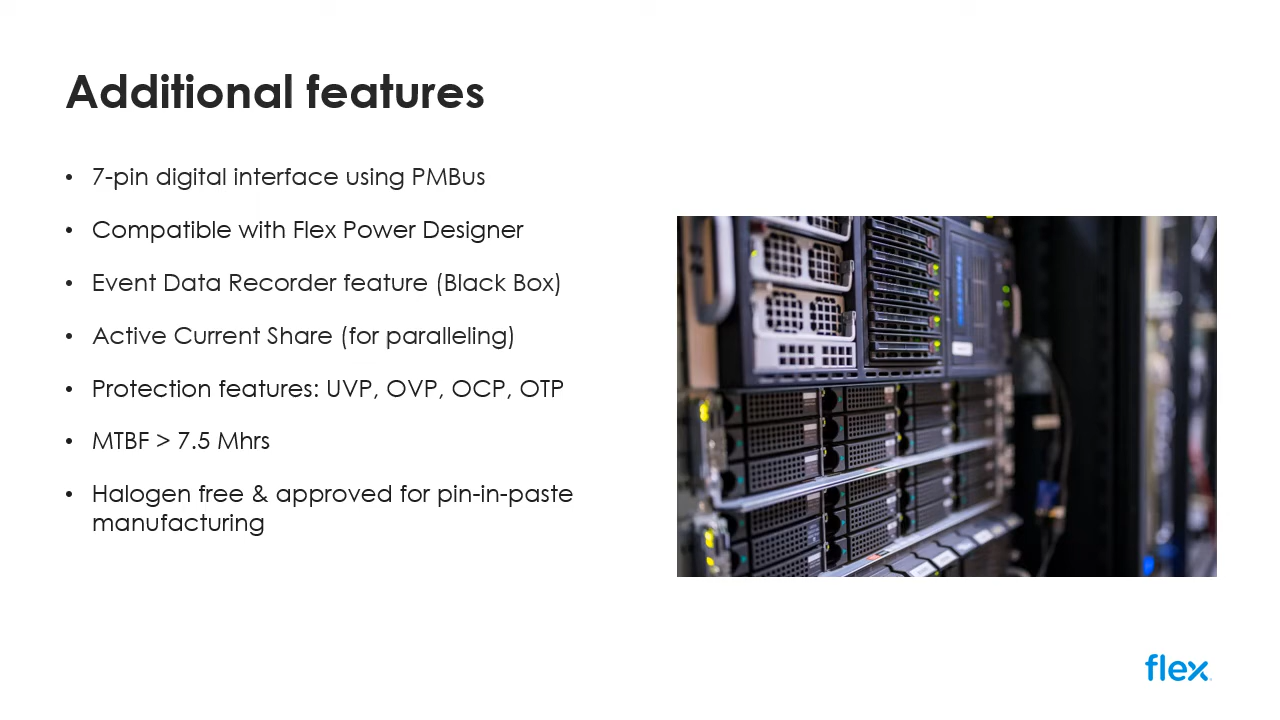 Additional features
• 7-pin digital interface using PMBus
• Compatible with Flex Power Designer
• Event Data Recorder feature (Black Box)
• Active Current Share (for paralleling)
• Protection features: UVP, OVP, OCP, OTP
• MTBF > 7.5 Mhrs
• Halogen free & approved for pin-in-paste
manufacturing
flex